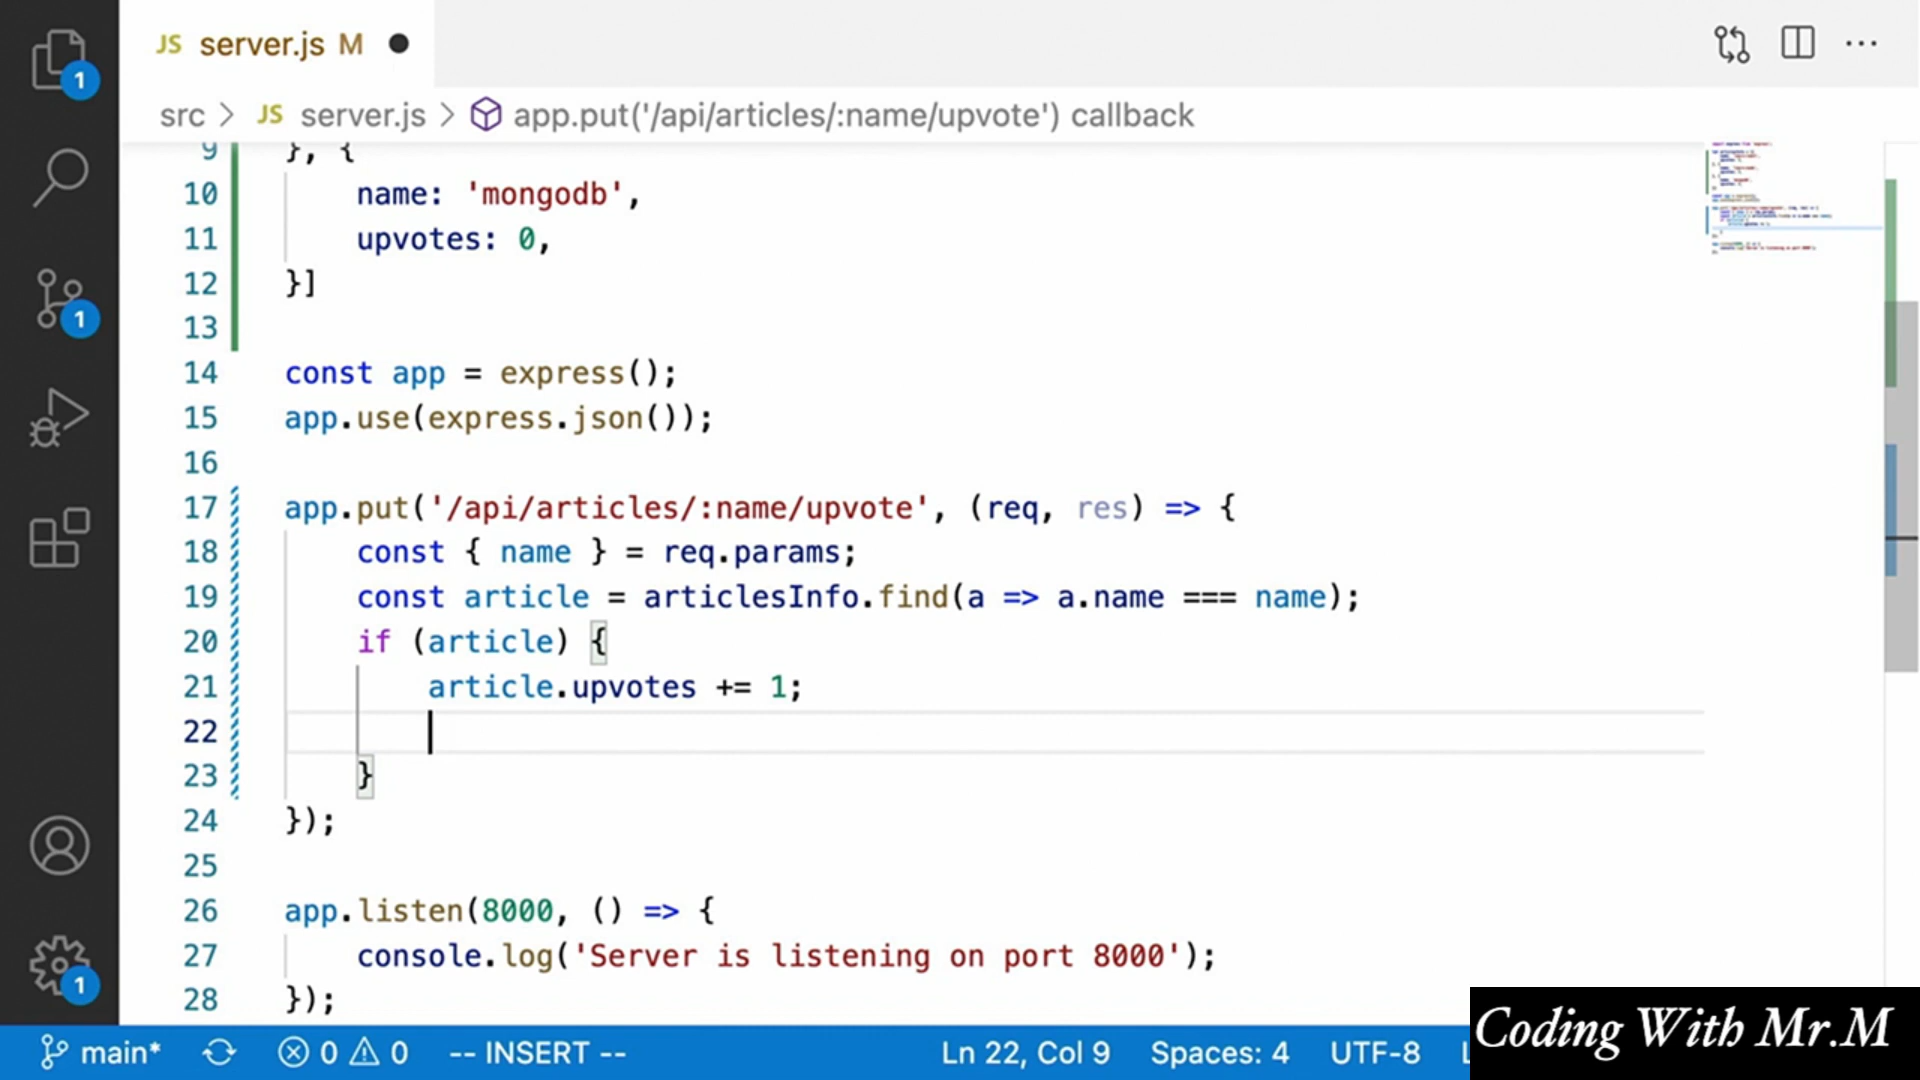 JS server.js M
src > JS server.js > app.put('/api/articles/:name/upvote') callback
9 }, {
10 name: 'mongodb',
11 upvotes: 0,
12 }]
13
14 const app = express();
15 app.use(express.json());
16
17 app.put('/api/articles/:name/upvote', (req, res) => {
18 const { name } = req.params;
19 const article = articlesInfo.find(a => a.name === name);
20 if (article) {
21 article.upvotes += 1;
22
23 }
24 });
25
26 app.listen(8000, () => {
27 console.log('Server is listening on port 8000');
28 });
1
1
1
main* 0 0 -- INSERT -- Ln 22, Col 9 Spaces: 4 UTF-8 L
Coding With Mr.M